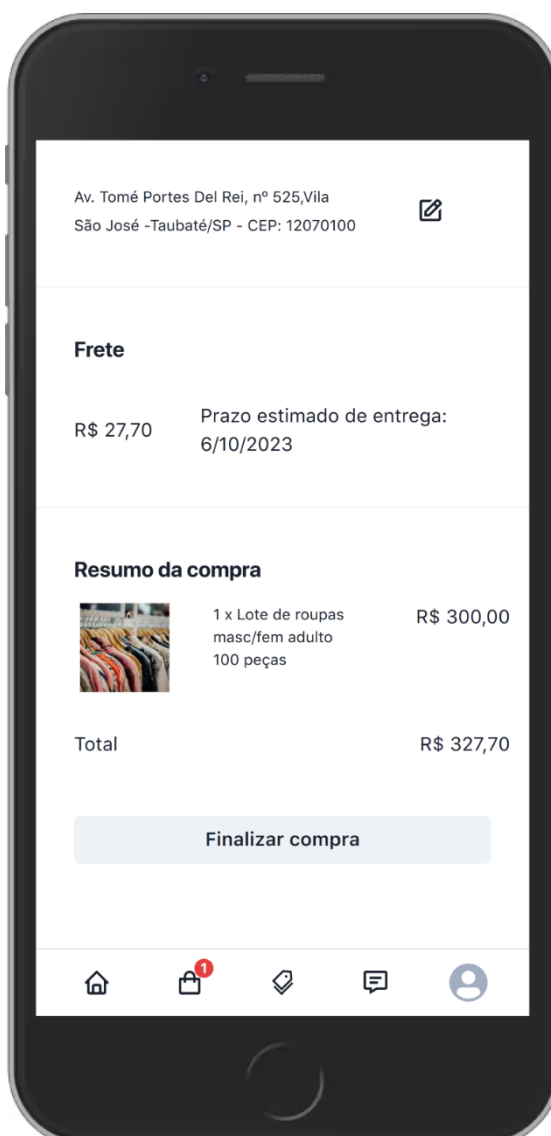 Av. Tomé Portes Del Rei, nº 525,Vila
São José -Taubaté/SP - CEP: 12070100
Frete
R$ 27,70
Prazo estimado de entrega:
6/10/2023
Resumo da compra
1 x Lote de roupas
masc/fem adulto
100 peças
R$ 300,00
Total
R$ 327,70
Finalizar compra
1